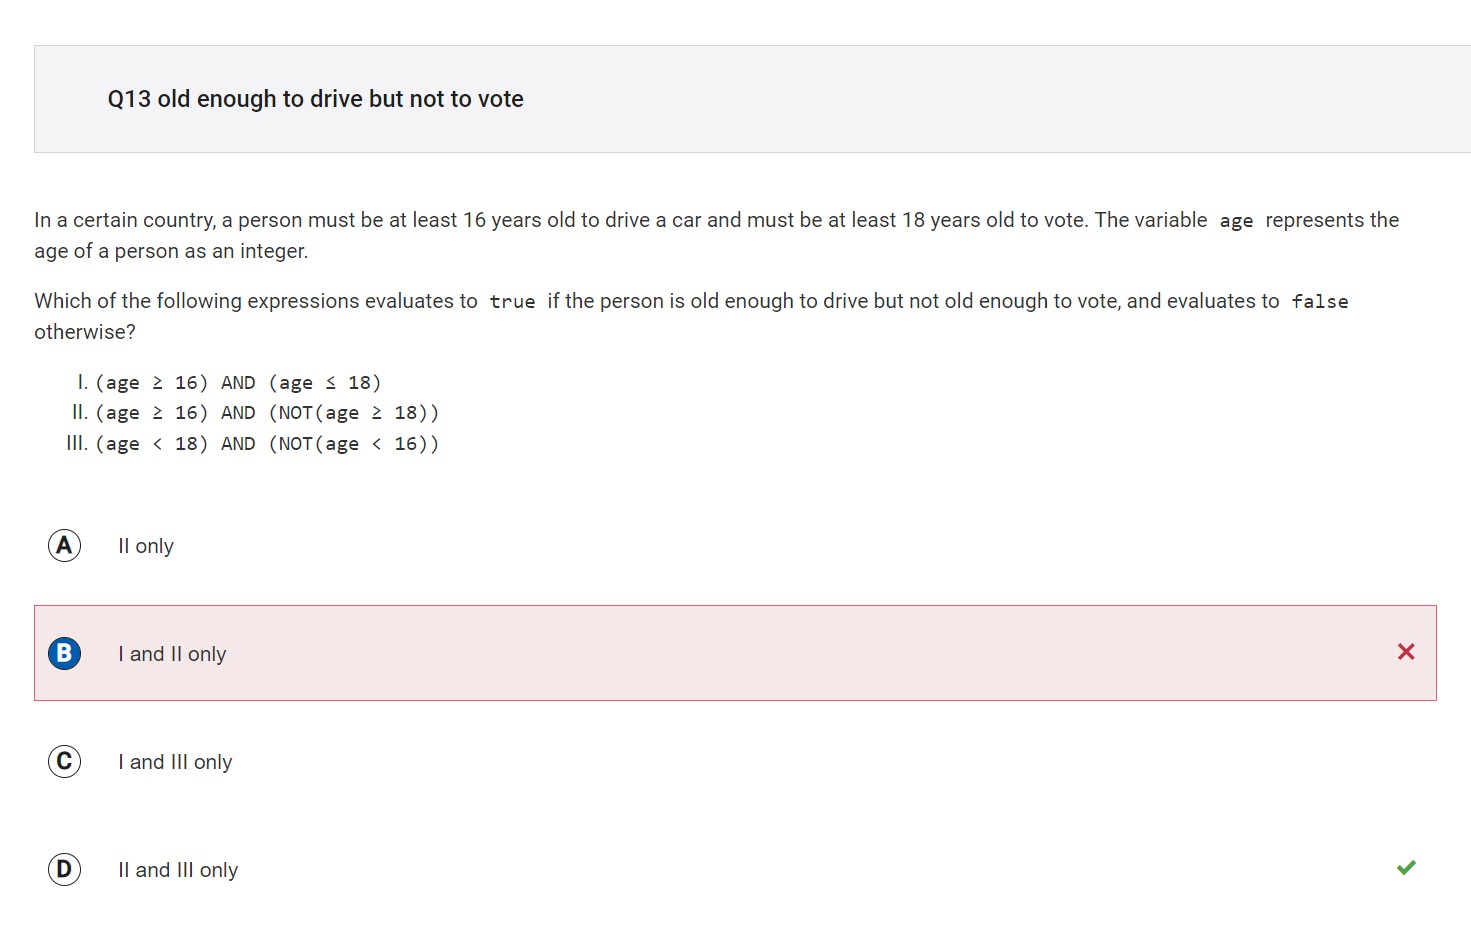 Q13 old enough to drive but not to vote
In a certain country, a person must be at least 16 years old to drive a car and must be at least 18 years old to vote. The variable age represents the
age of a person as an integer.
Which of the following expressions evaluates to true if the person is old enough to drive but not old enough to vote, and evaluates to false
otherwise?
I. (age ≥ 16) AND (age ≤ 18)
II. (age ≥ 16) AND (NOT(age ≥ 18))
III. (age < 18) AND (NOT(age < 16))
A II only
B I and II only
C I and III only
D II and III only